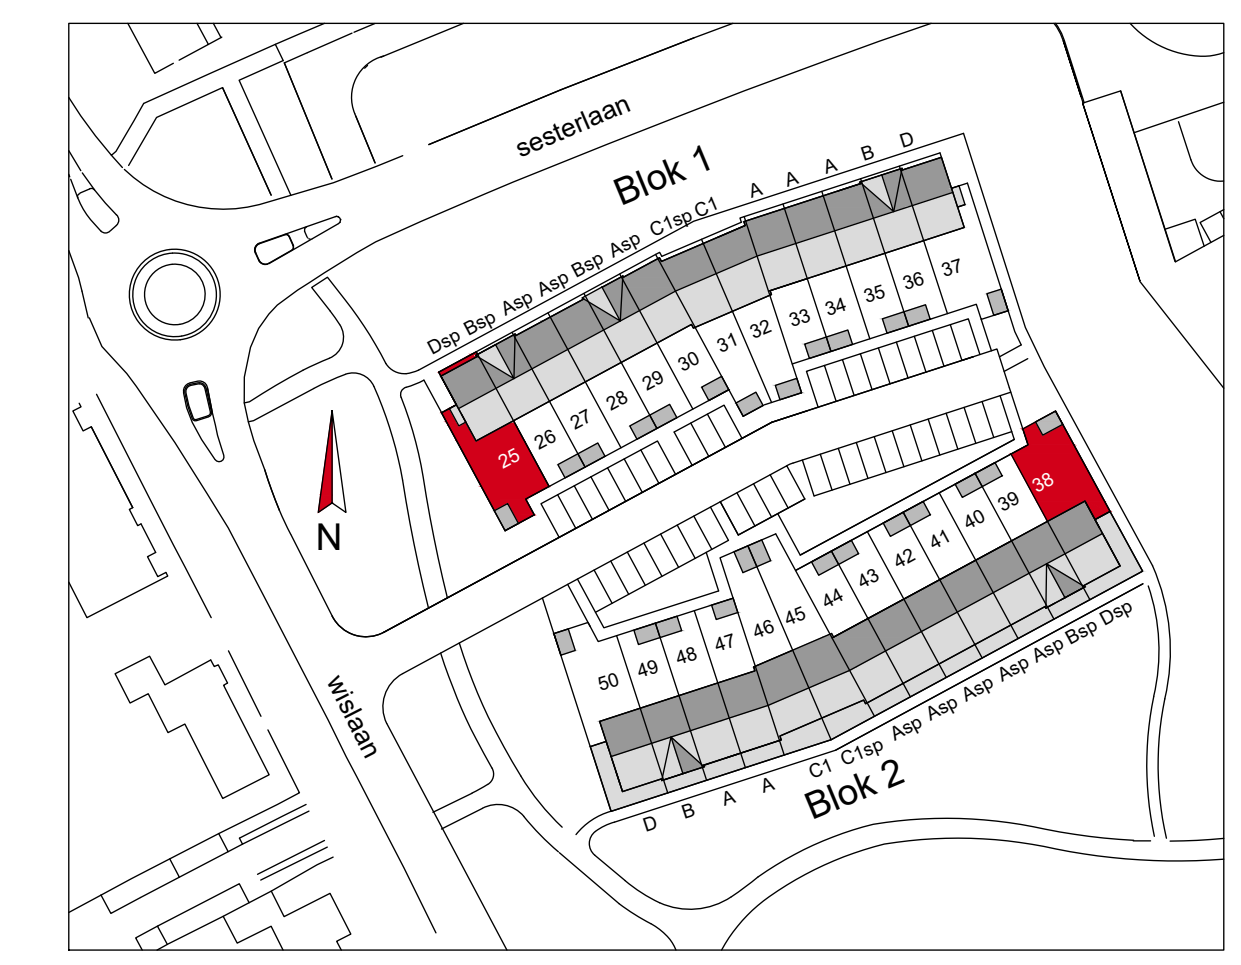 sesterlaan
Blok 1
Dsp Bsp Asp Asp Bsp Asp C1sp C1 A A A B D
25 26 27 28 29 30 31 32 33 34 35 36 37
N
38 39 40 41 42 43 44 45 46 47 48 49 50
wislaan
D B A A C1 C1sp Asp Asp Asp Asp Asp Bsp Dsp
Blok 2